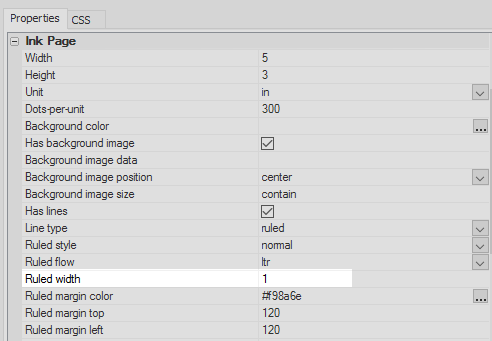 Properties CSS
Ink Page
Width 5
Height 3
Unit in
Dots-per-unit 300
Background color ...
Has background image
Background image data
Background image position center
Background image size contain
Has lines
Line type ruled
Ruled style normal
Ruled flow ltr
Ruled width 1
Ruled margin color #f98a6e ...
Ruled margin top 120
Ruled margin left 120